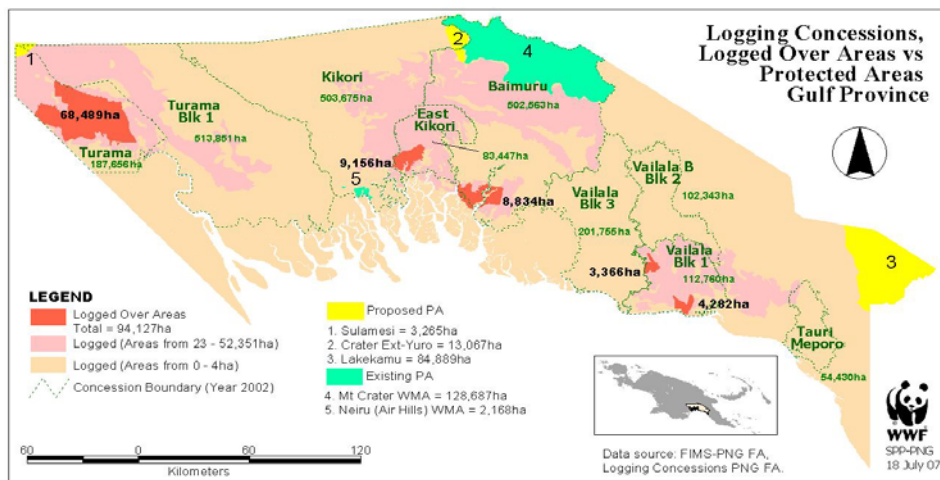 Logging Concessions,
Logged Over Areas vs
Protected Areas
Gulf Province
1
2
4
Kikori
503,675ha
Baimuru
502,563ha
Turama
Blk 1
513,851ha
68,489ha
Turama
187,656ha
East
Kikori
83,447ha
9,156ha
5
8,834ha
Vailala
Blk 3
201,755ha
Vailala B
Blk 2
102,343ha
Vailala
Blk 1
112,760ha
3,366ha
4,282ha
3
Tauri
Meporo
54,430ha
LEGEND
Logged Over Areas
Total = 94,127ha
Logged (Areas from 23 - 52,351ha)
Logged (Areas from 0 - 4ha)
Concession Boundary (Year 2002)
Proposed PA
1. Sulamesi = 3,265ha
2. Crater Ext-Yuro = 13,067ha
3. Lakekamu = 84,889ha
Existing PA
4. Mt Crater WMA = 128,687ha
5. Neiru (Air Hills) WMA = 2,168ha
60 0 60 120
Kilometers
Data source: FIMS-PNG FA,
Logging Concessions PNG FA.
WWF
SPP-PNG
18 July 07